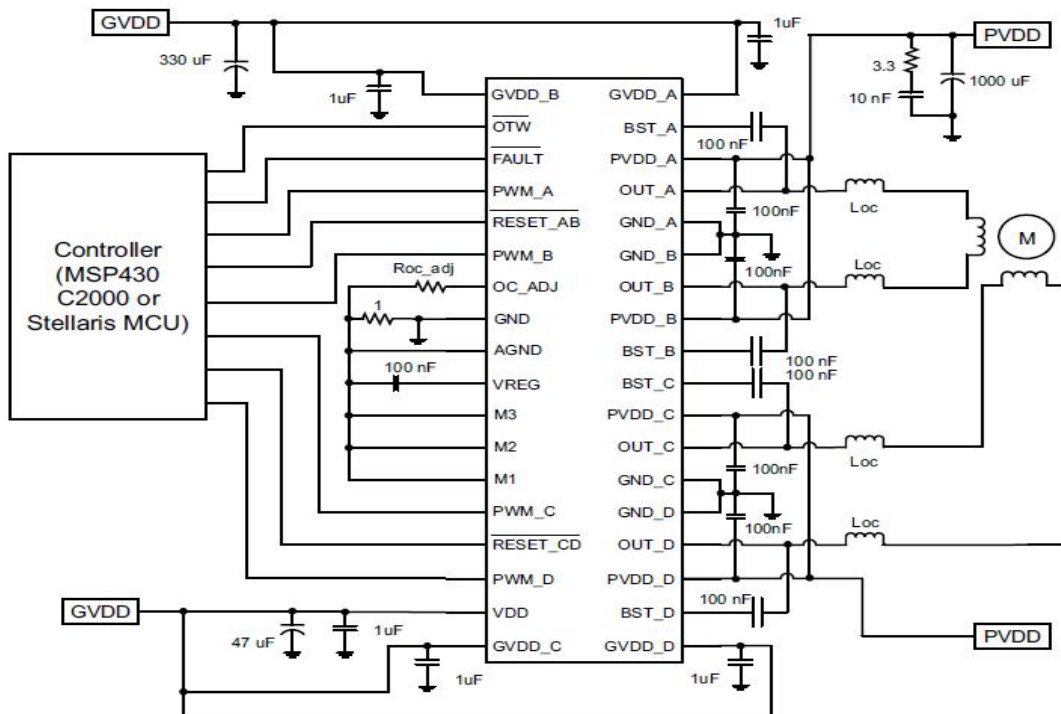 GVDD
330 uF
1uF
1uF
PVDD
3.3
10 nF
1000 uF
Controller
(MSP430
C2000 or
Stellaris MCU)
GVDD_B
OTW
FAULT
PWM_A
RESET_AB
PWM_B
OC_ADJ
GND
AGND
VREG
M3
M2
M1
PWM_C
RESET_CD
PWM_D
VDD
GVDD_C
GVDD_A
BST_A
PVDD_A
OUT_A
GND_A
GND_B
OUT_B
PVDD_B
BST_B
BST_C
PVDD_C
OUT_C
GND_C
GND_D
OUT_D
PVDD_D
BST_D
GVDD_D
Roc_adj
1
100 nF
100 nF
100nF
100nF
100 nF
100 nF
100nF
100nF
100 nF
Loc
Loc
Loc
Loc
M
GVDD
47 uF
1uF
1uF
1uF
PVDD